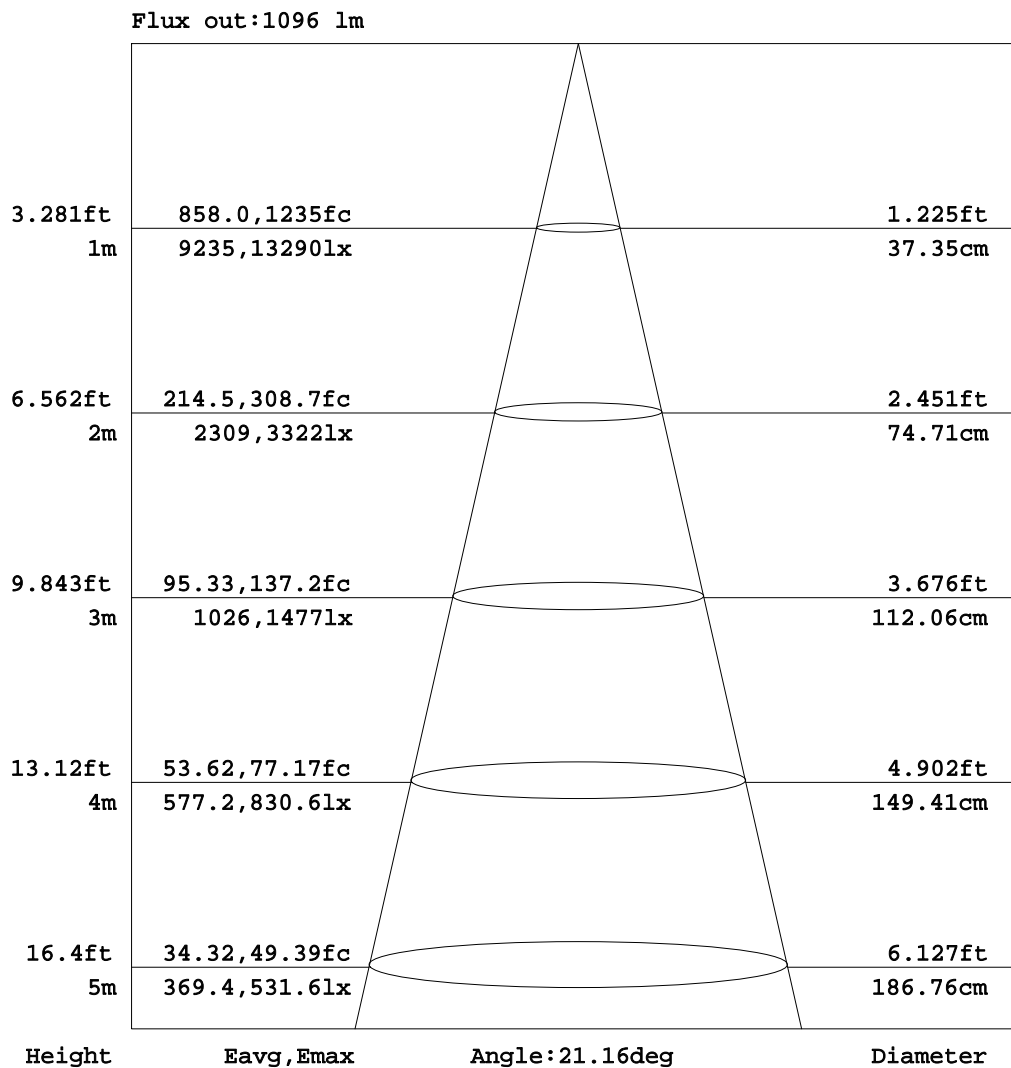 Flux out:1096 lm
3.281ft 858.0,1235fc 1.225ft
1m 9235,13290lx 37.35cm
6.562ft 214.5,308.7fc 2.451ft
2m 2309,3322lx 74.71cm
9.843ft 95.33,137.2fc 3.676ft
3m 1026,1477lx 112.06cm
13.12ft 53.62,77.17fc 4.902ft
4m 577.2,830.6lx 149.41cm
16.4ft 34.32,49.39fc 6.127ft
5m 369.4,531.6lx 186.76cm
Height Eavg,Emax Angle:21.16deg Diameter